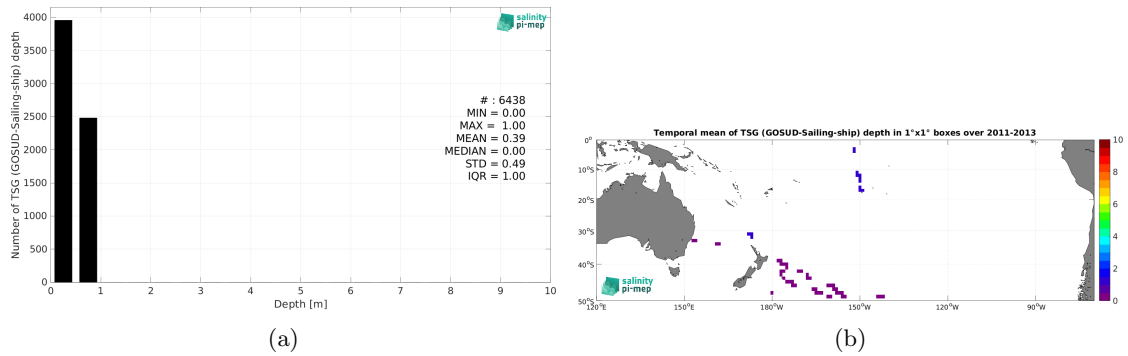 4000
3500
3000
2500
2000
1500
1000
500
0
Number of TSG (GOSUD-Sailing-ship) depth
0 1 2 3 4 5 6 7 8 9 10
Depth [m]
salinity
pi-mep
# : 6438
MIN = 0.00
MAX = 1.00
MEAN = 0.39
MEDIAN = 0.00
STD = 0.49
IQR = 1.00
(a)
Temporal mean of TSG (GOSUD-Sailing-ship) depth in 1°x1° boxes over 2011-2013
0°
10°S
20°S
30°S
40°S
50°S
120°E 150°E 180°W 150°W 120°W 90°W
salinity
pi-mep
10
8
6
4
2
0
(b)